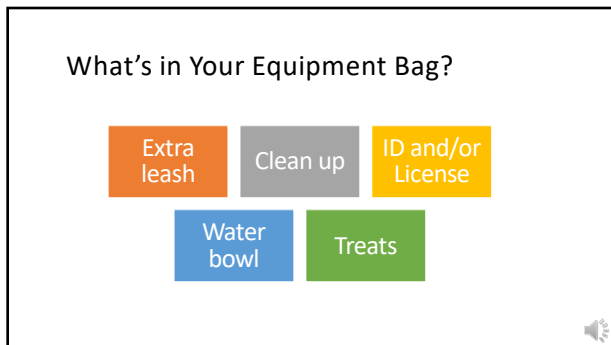 What's in Your Equipment Bag?
Extra
leash
Clean up
ID and/or
License
Water
bowl
Treats